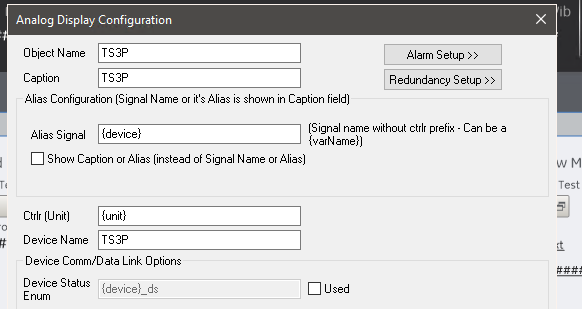 /ib
Analog Display Configuration
Object Name TS3P Alarm Setup >>
Caption TS3P Redundancy Setup >>
Alias Configuration (Signal Name or it's Alias is shown in Caption field)
Alias Signal {device} (Signal name without ctrlr prefix - Can be a
{varName})
Show Caption or Alias (instead of Signal Name or Alias)
w M
Test
Ctrlr (Unit) {unit}
Device Name TS3P
Device Comm/Data Link Options
Device Status
Enum {device}_ds Used
####